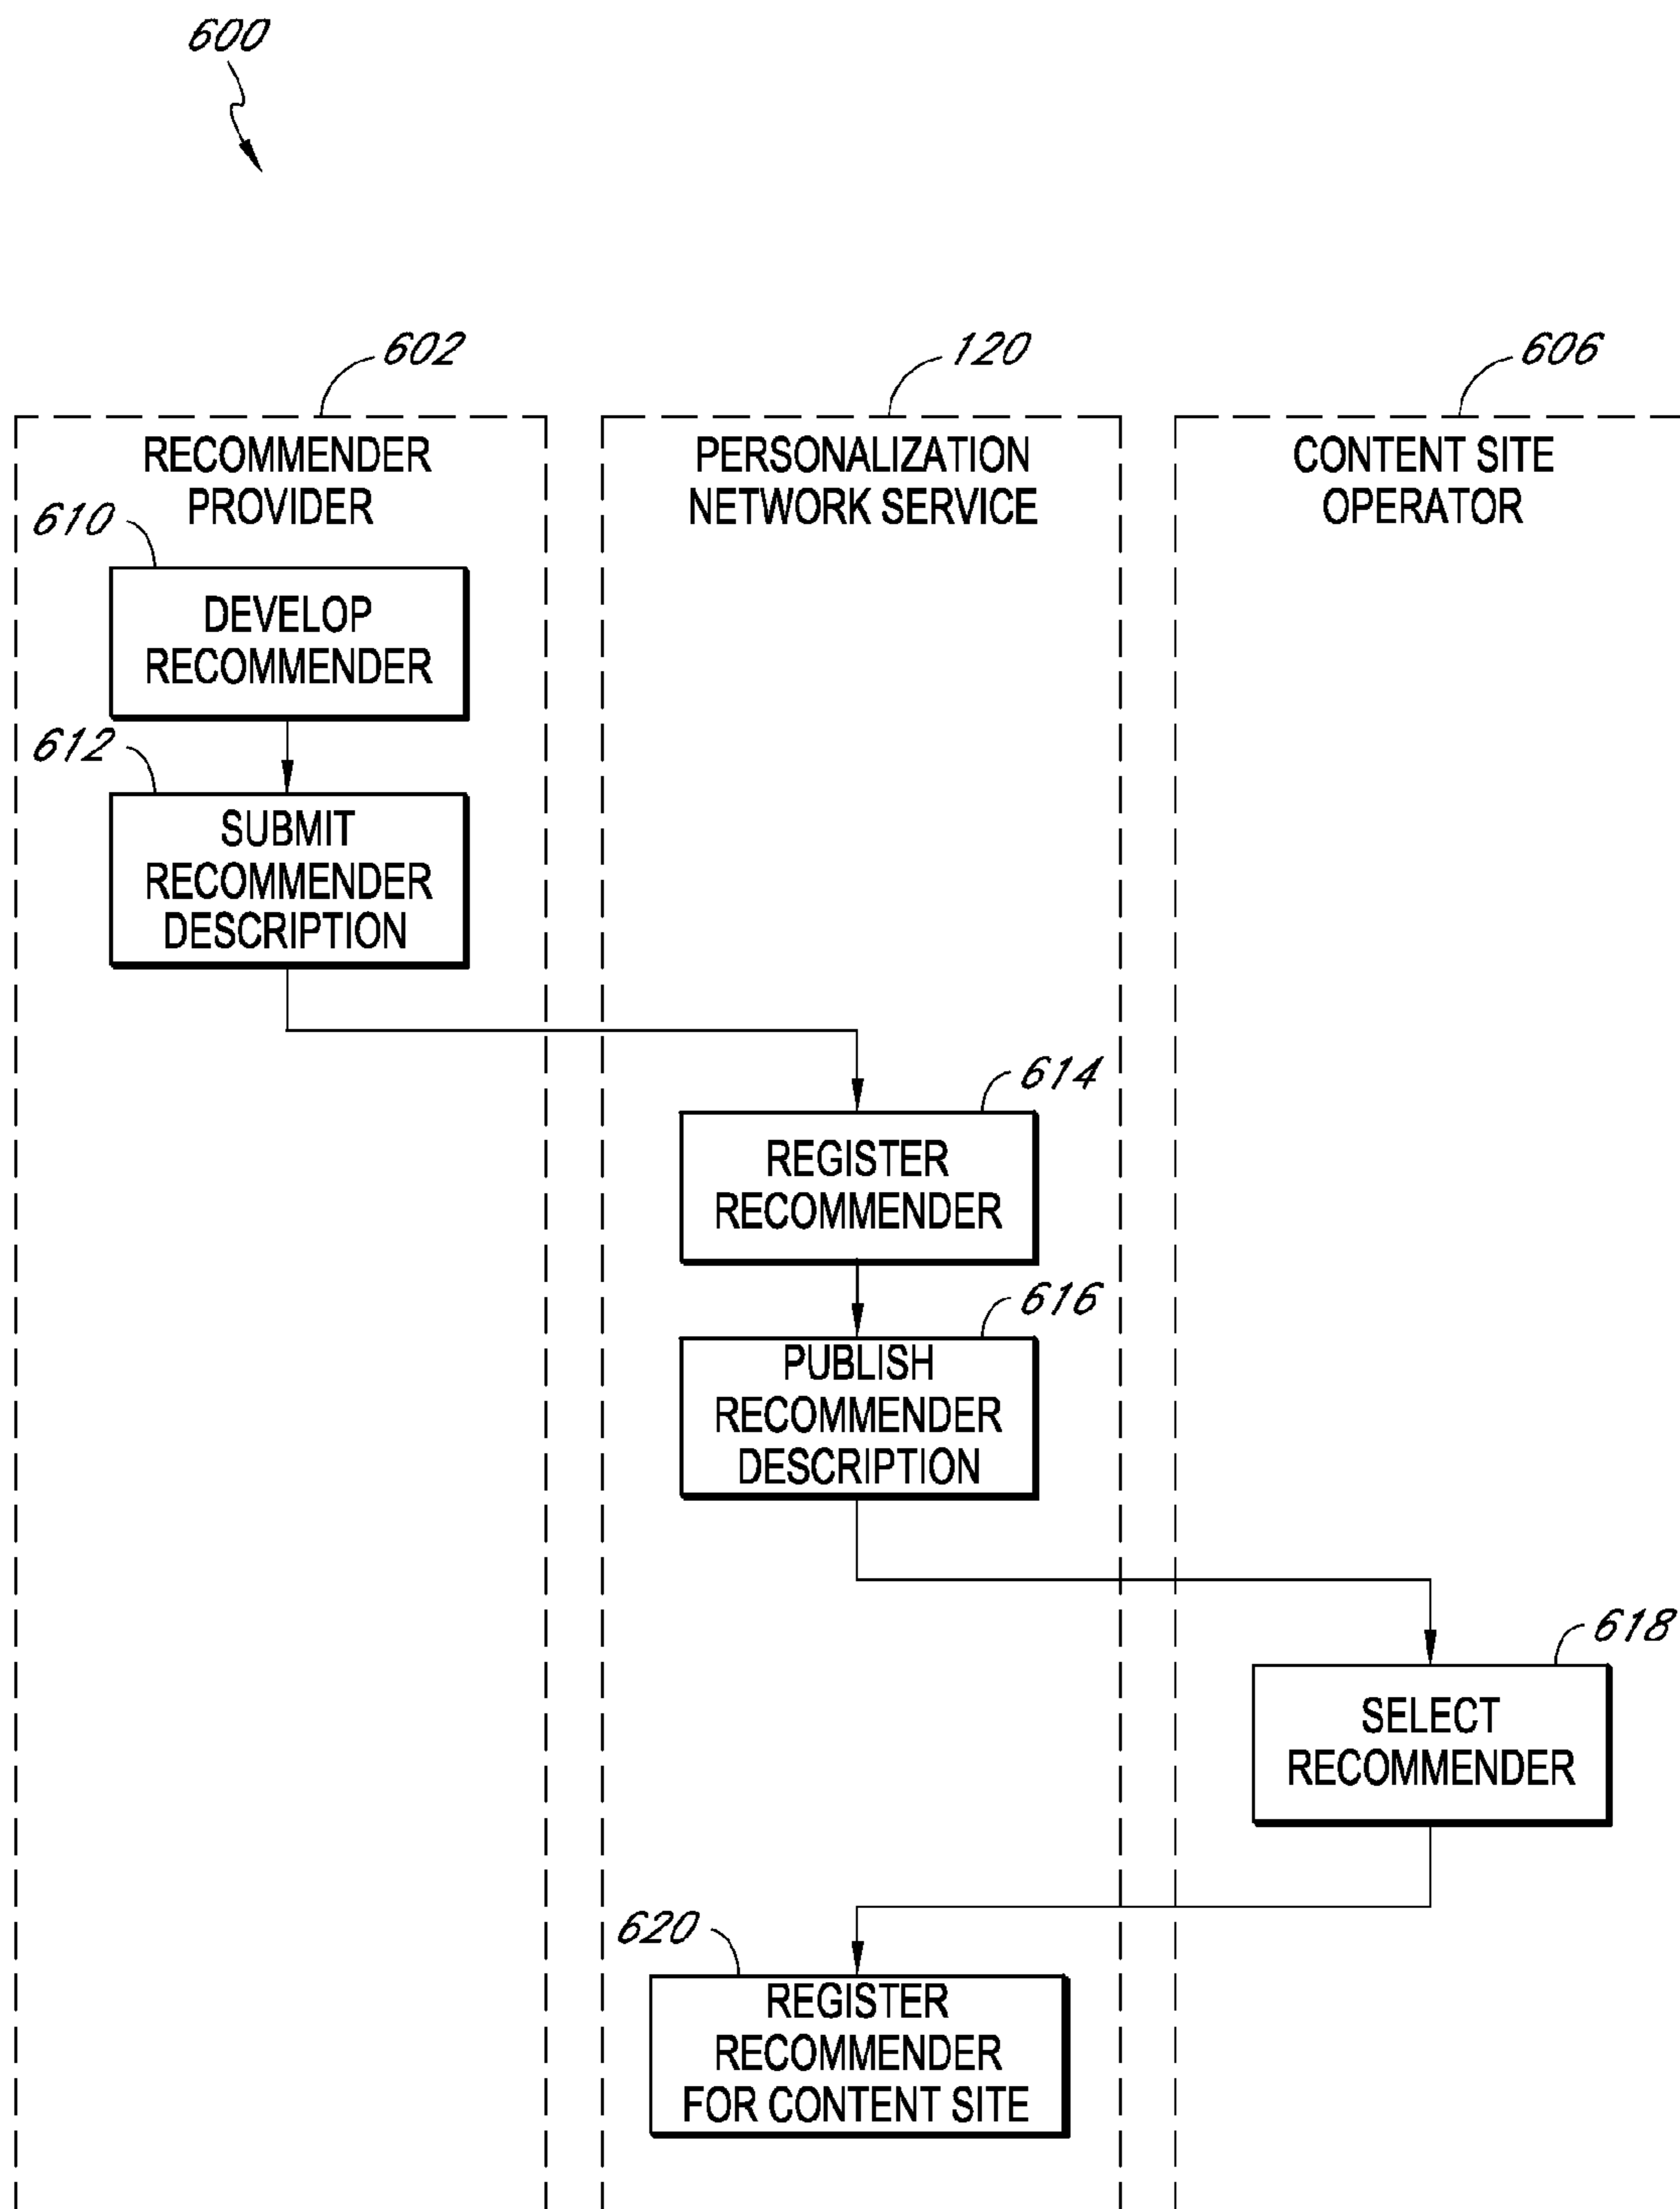 600
602
120
606
RECOMMENDER
PROVIDER
PERSONALIZATION
NETWORK SERVICE
CONTENT SITE
OPERATOR
610
DEVELOP
RECOMMENDER
612
SUBMIT
RECOMMENDER
DESCRIPTION
614
REGISTER
RECOMMENDER
616
PUBLISH
RECOMMENDER
DESCRIPTION
618
SELECT
RECOMMENDER
620
REGISTER
RECOMMENDER
FOR CONTENT SITE